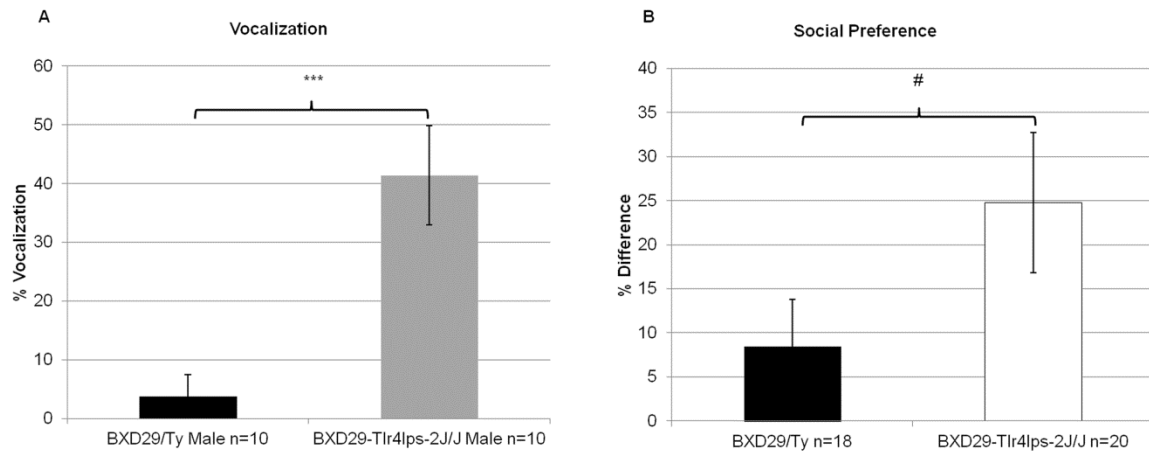 A
Vocalization
% Vocalization
60
50
40
30
20
10
0
***
BXD29/Ty Male n=10
BXD29-Tlr4lps-2J/J Male n=10
B
Social Preference
% Difference
40
35
30
25
20
15
10
5
0
#
BXD29/Ty n=18
BXD29-Tlr4lps-2J/J n=20